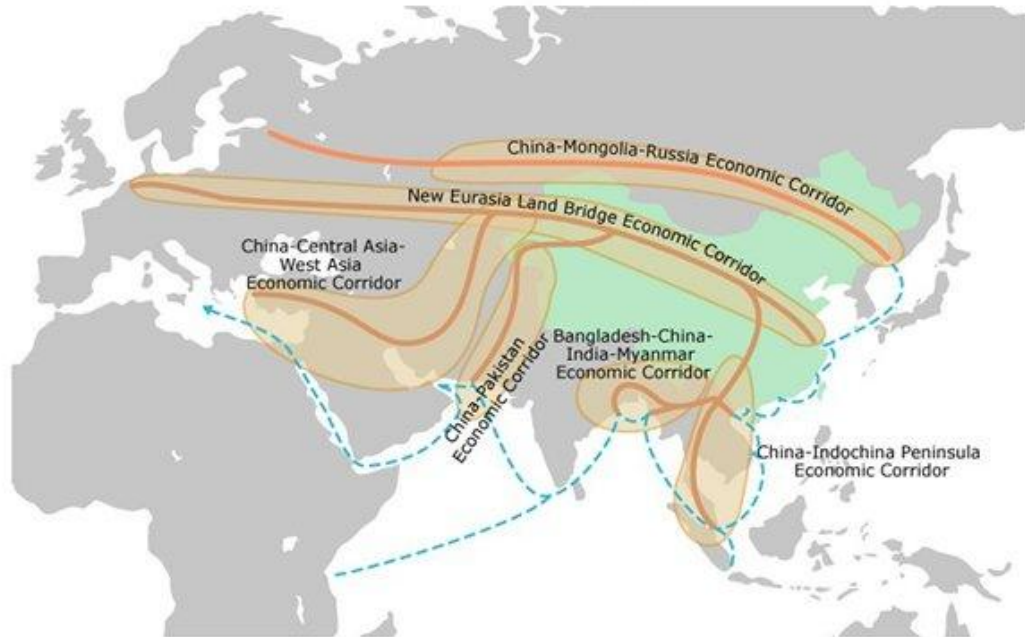 China-Mongolia-Russia Economic Corridor
New Eurasia Land Bridge Economic Corridor
China-Central Asia-
West Asia
Economic Corridor
China-Pakistan
Economic Corridor
Bangladesh-China-
India-Myanmar
Economic Corridor
China-Indochina Peninsula
Economic Corridor